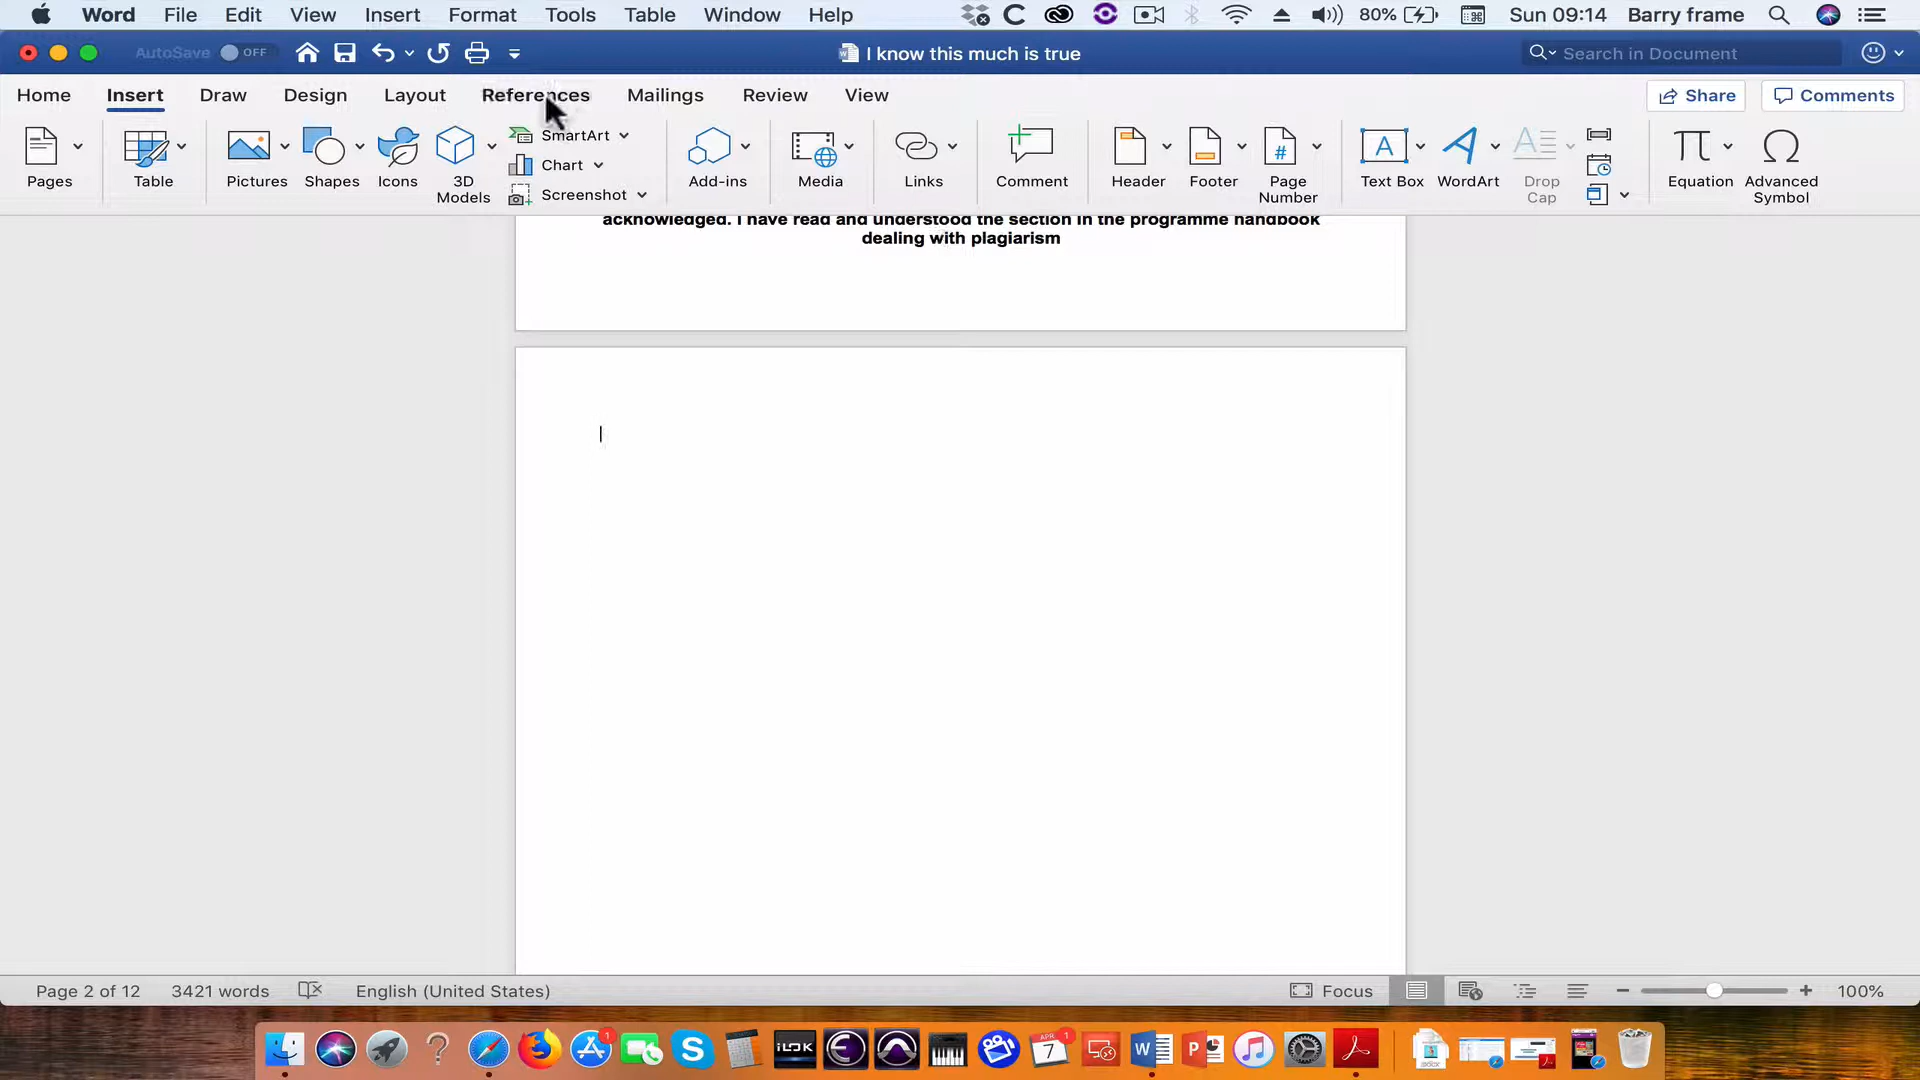 Word File Edit View Insert Format Tools Table Window Help 80% Sun 09:14 Barry frame
AutoSave OFF I know this much is true Search in Document
Home Insert Draw Design Layout References Mailings Review View Share Comments
SmartArt
Chart
Screenshot
Pages Table Pictures Shapes Icons 3D Models Add-ins Media Links Comment Header Footer Page Number Text Box WordArt Drop Cap Equation Advanced Symbol
acknowledged. I have read and understood the section in the programme handbook
dealing with plagiarism
Page 2 of 12 3421 words English (United States) Focus 100%
iLOK APR 7 1